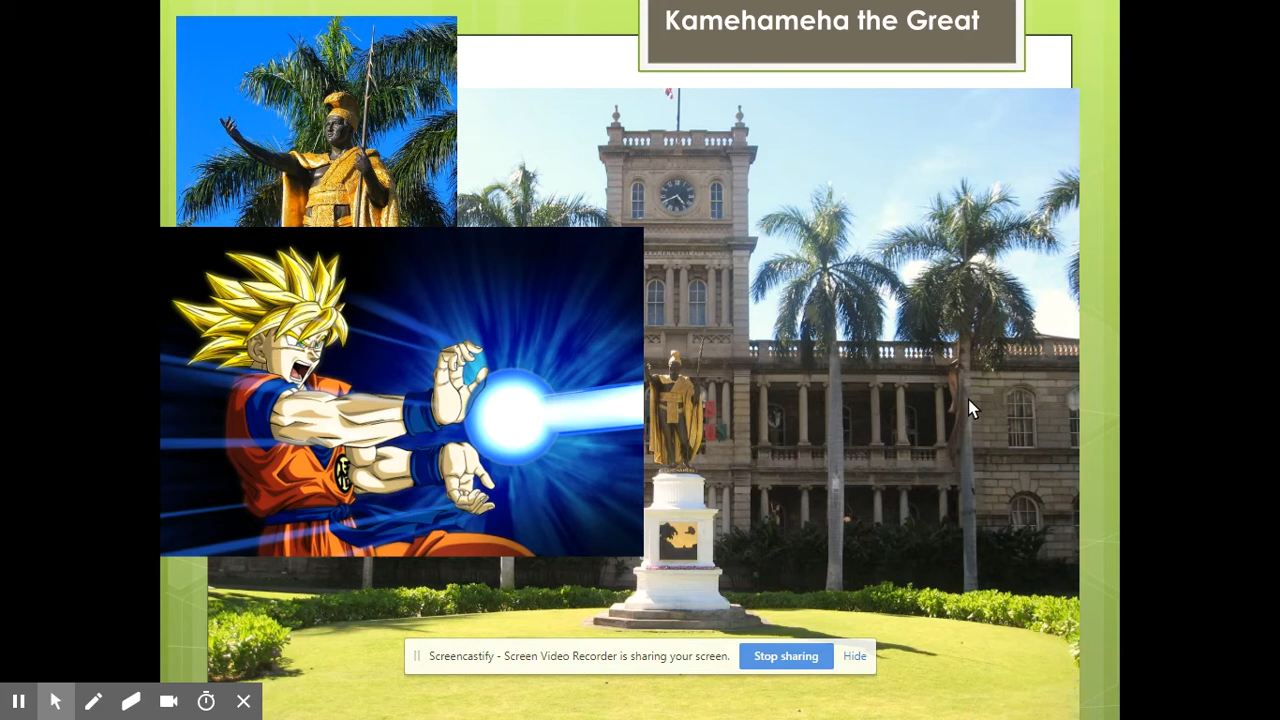 Kamehameha the Great
Screencastify - Screen Video Recorder is sharing your screen.
Stop sharing
Hide